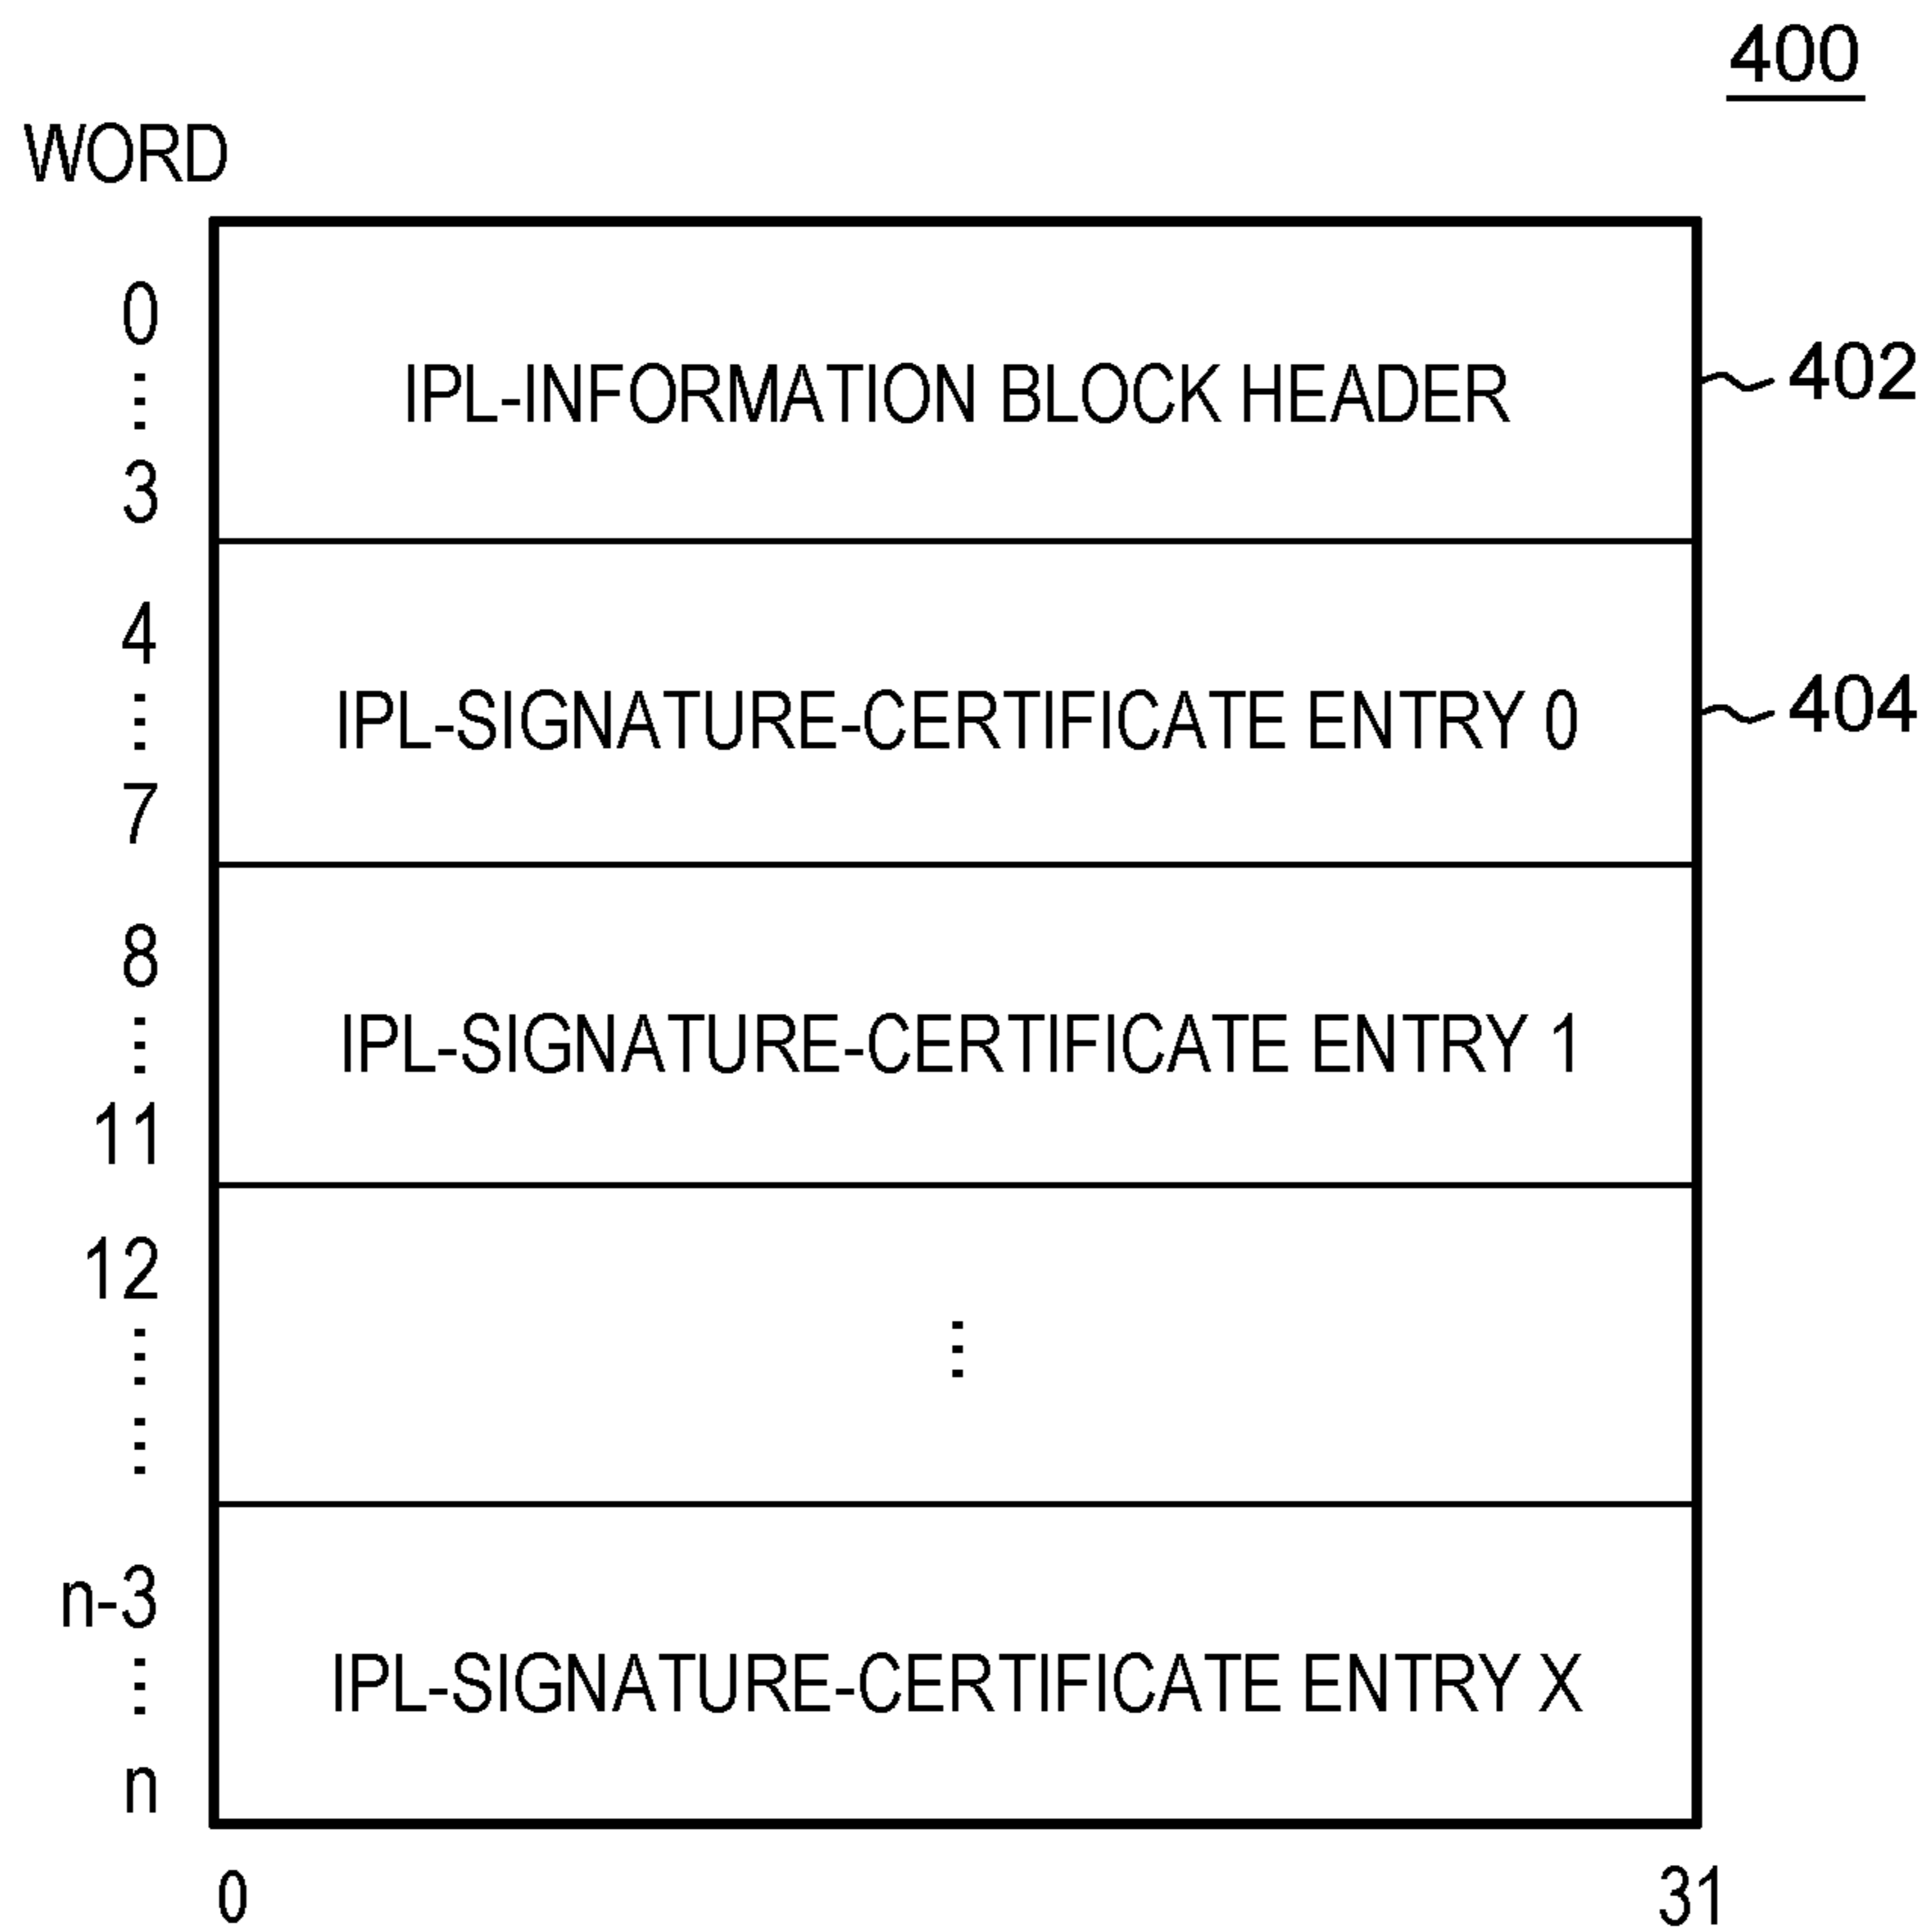 400
WORD
0
IPL-INFORMATION BLOCK HEADER
402
3
4
IPL-SIGNATURE-CERTIFICATE ENTRY 0
404
7
8
IPL-SIGNATURE-CERTIFICATE ENTRY 1
11
12
n-3
IPL-SIGNATURE-CERTIFICATE ENTRY X
n
0 31